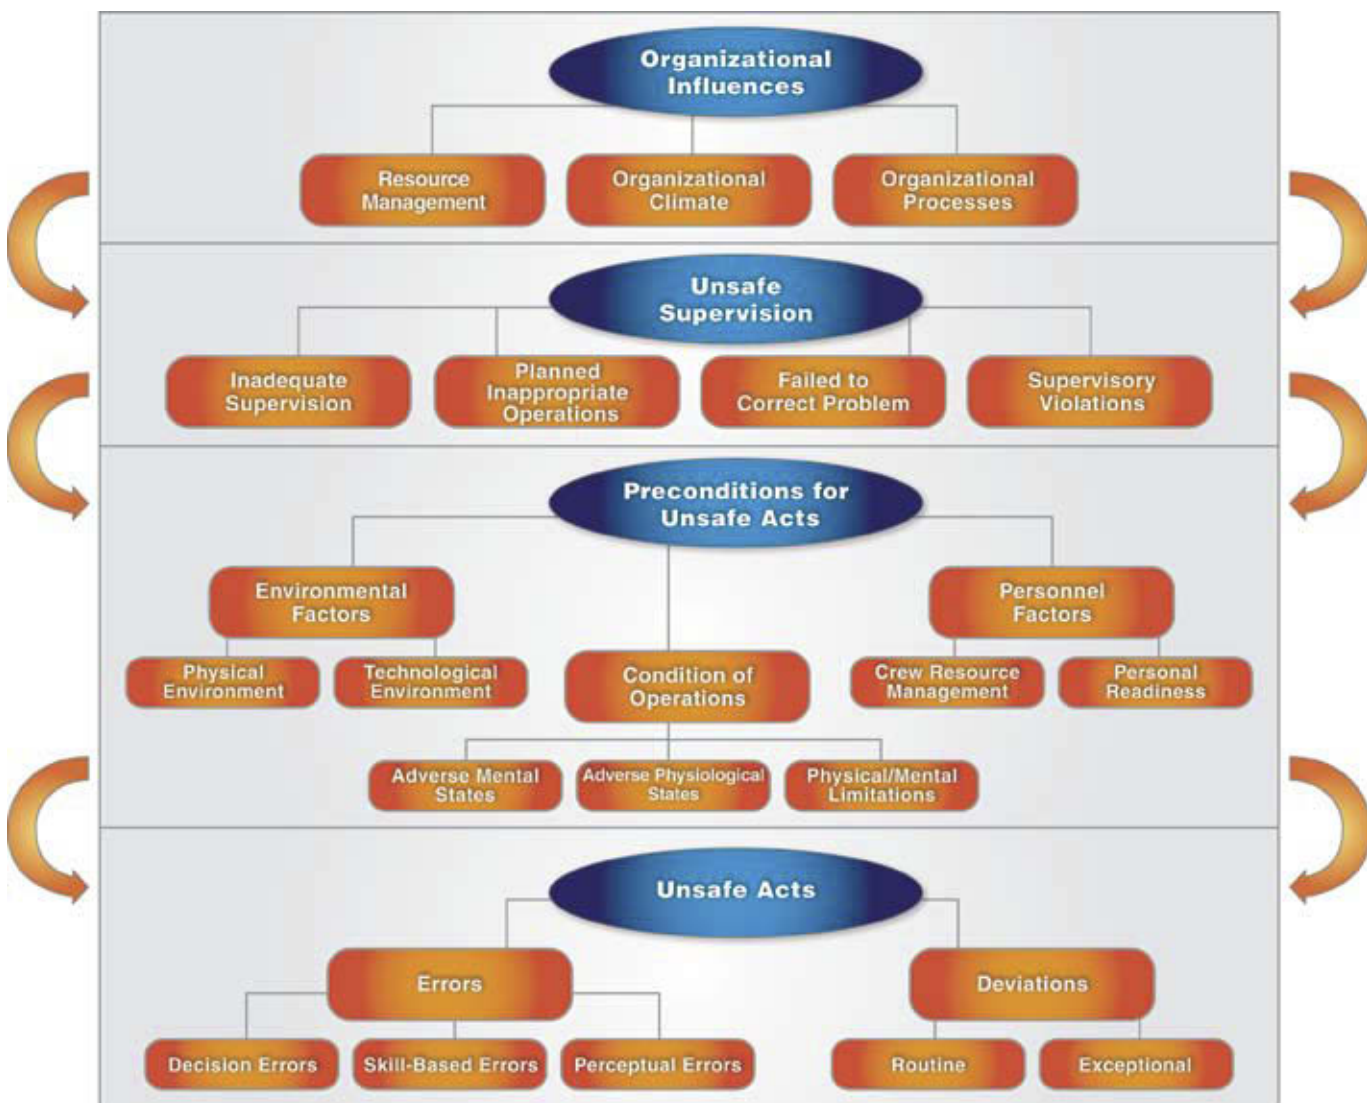 Organizational
Influences
Resource
Management
Organizational
Climate
Organizational
Processes
Unsafe
Supervision
Inadequate
Supervision
Planned
Inappropriate
Operations
Failed to
Correct Problem
Supervisory
Violations
Preconditions for
Unsafe Acts
Environmental
Factors
Personnel
Factors
Physical
Environment
Technological
Environment
Condition of
Operations
Crew Resource
Management
Personal
Readiness
Adverse Mental
States
Adverse Physiological
States
Physical/Mental
Limitations
Unsafe Acts
Errors
Deviations
Decision Errors
Skill-Based Errors
Perceptual Errors
Routine
Exceptional